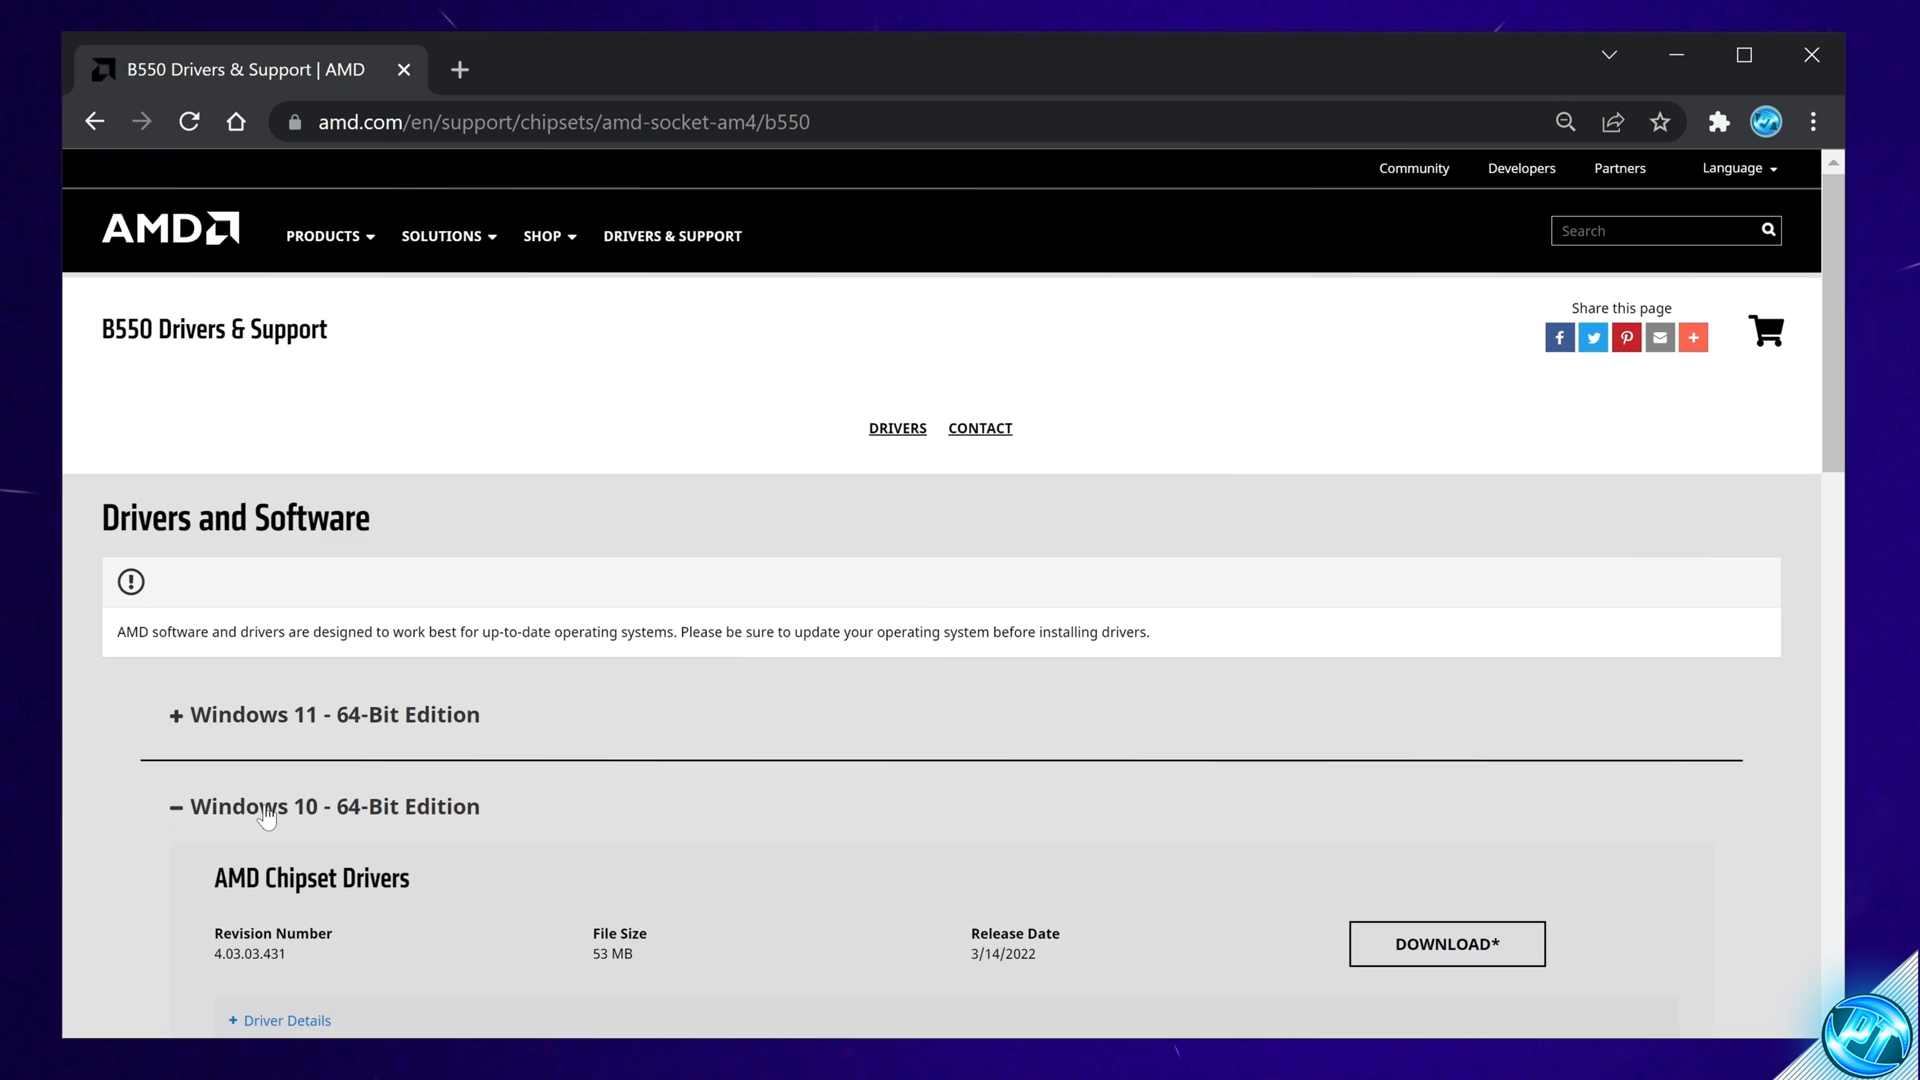 B550 Drivers & Support | AMD
amd.com/en/support/chipsets/amd-socket-am4/b550
Community Developers Partners Language
AMD PRODUCTS SOLUTIONS SHOP DRIVERS & SUPPORT Search
B550 Drivers & Support
Share this page
DRIVERS CONTACT
Drivers and Software
AMD software and drivers are designed to work best for up-to-date operating systems. Please be sure to update your operating system before installing drivers.
+ Windows 11 - 64-Bit Edition
– Windows 10 - 64-Bit Edition
AMD Chipset Drivers
Revision Number File Size Release Date
4.03.03.431 53 MB 3/14/2022
DOWNLOAD*
+ Driver Details
PT